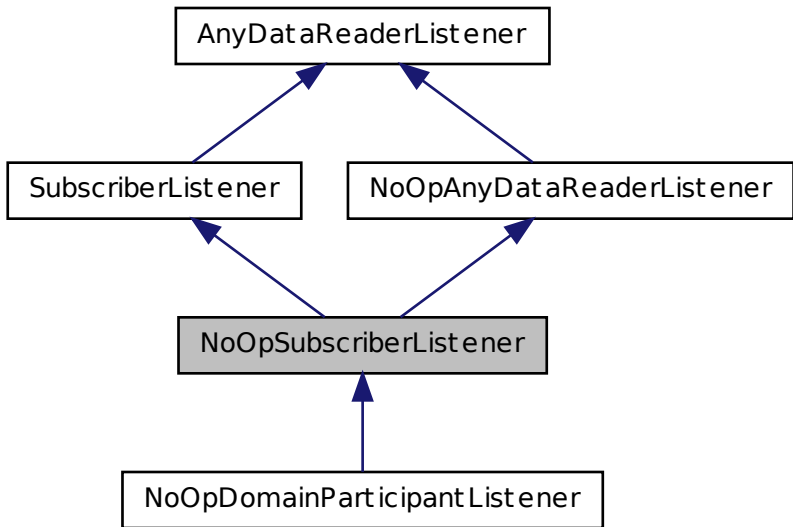 AnyDataReaderListener
SubscriberListener
NoOpAnyDataReaderListener
NoOpSubscriberListener
NoOpDomainParticipantListener